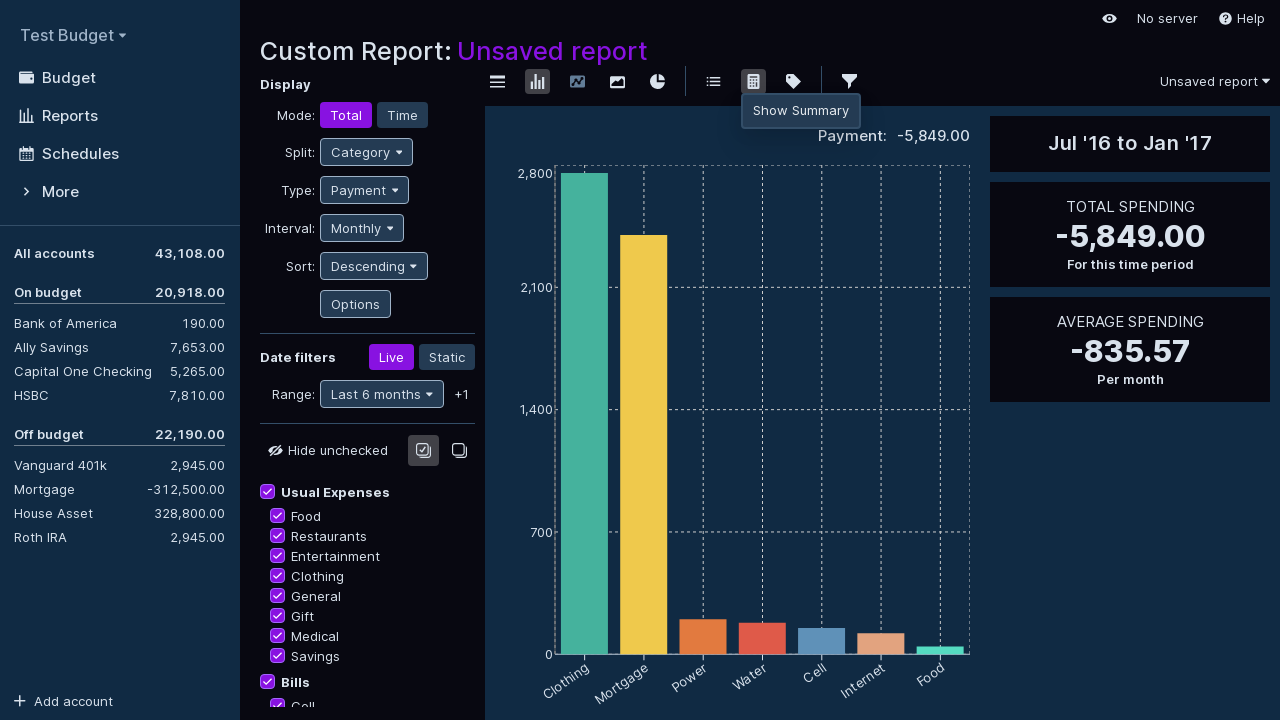 Test Budget
Budget
Reports
Schedules
More
All accounts 43,108.00
On budget 20,918.00
Bank of America 190.00
Ally Savings 7,653.00
Capital One Checking 5,265.00
HSBC 7,810.00
Off budget 22,190.00
Vanguard 401k 2,945.00
Mortgage -312,500.00
House Asset 328,800.00
Roth IRA 2,945.00
Add account
No server
Help
Custom Report: Unsaved report
Display
Mode: Total Time
Split: Category
Type: Payment
Interval: Monthly
Sort: Descending
Options
Date filters Live Static
Range: Last 6 months +1
Hide unchecked
Usual Expenses
Food
Restaurants
Entertainment
Clothing
General
Gift
Medical
Savings
Bills
Cell
Unsaved report
Show Summary
Payment: -5,849.00
2,800
2,100
1,400
700
0
Clothing
Mortgage
Power
Water
Cell
Internet
Food
Jul '16 to Jan '17
TOTAL SPENDING
-5,849.00
For this time period
AVERAGE SPENDING
-835.57
Per month